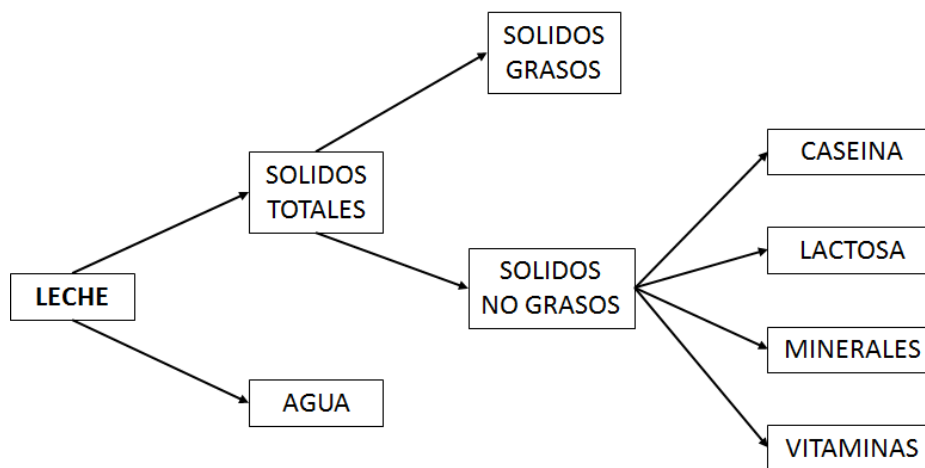 SOLIDOS
GRASOS
SOLIDOS
TOTALES
CASEINA
LACTOSA
SOLIDOS
NO GRASOS
LECHE
MINERALES
AGUA
VITAMINAS